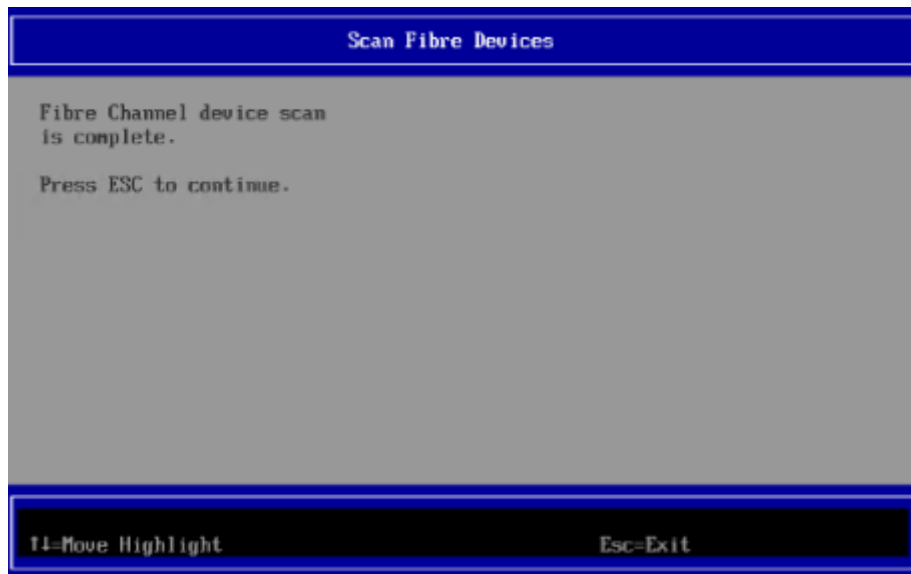 Scan Fibre Devices
Fibre Channel device scan
is complete.
Press ESC to continue.
↑↓=Move Highlight Esc=Exit